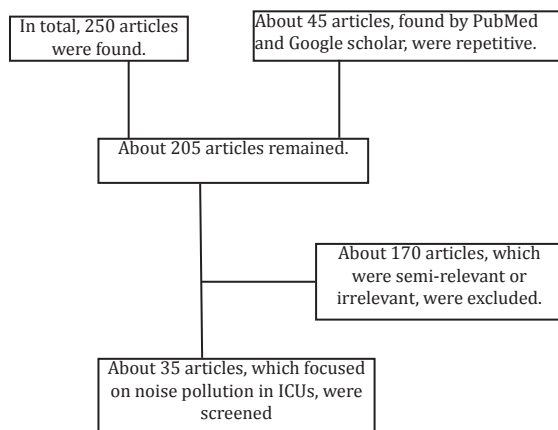 In total, 250 articles
were found.
About 45 articles, found by PubMed
and Google scholar, were repetitive.
About 205 articles remained.
About 170 articles, which
were semi-relevant or
irrelevant, were excluded.
About 35 articles, which focused
on noise pollution in ICUs, were
screened